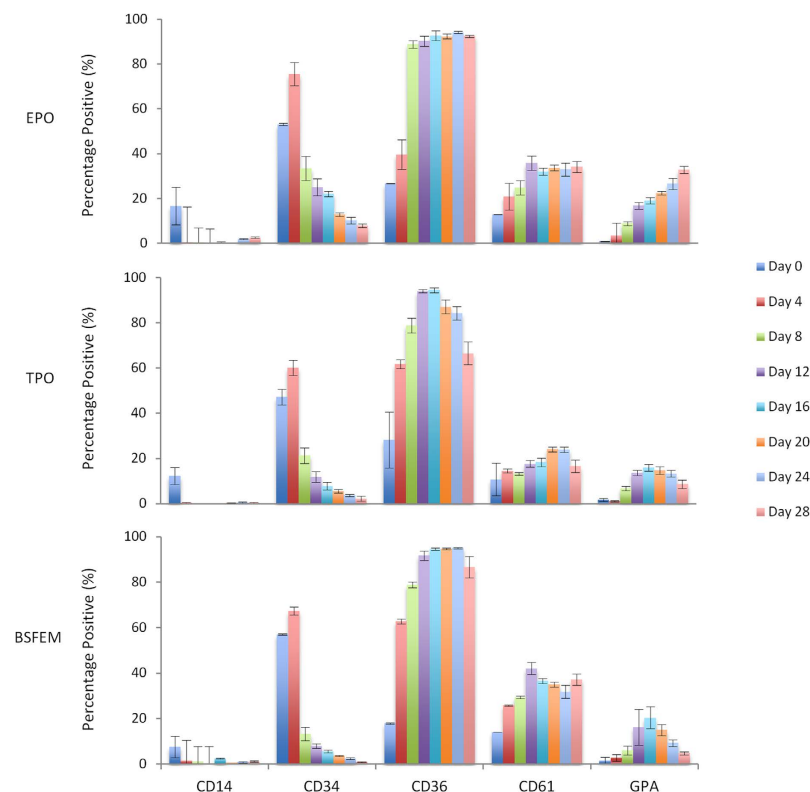 EPO
Percentage Positive (%)
100
80
60
40
20
0
TPO
Percentage Positive (%)
100
80
60
40
20
0
BSFEM
Percentage Positive (%)
100
80
60
40
20
0
CD14 CD34 CD36 CD61 GPA
Day 0
Day 4
Day 8
Day 12
Day 16
Day 20
Day 24
Day 28